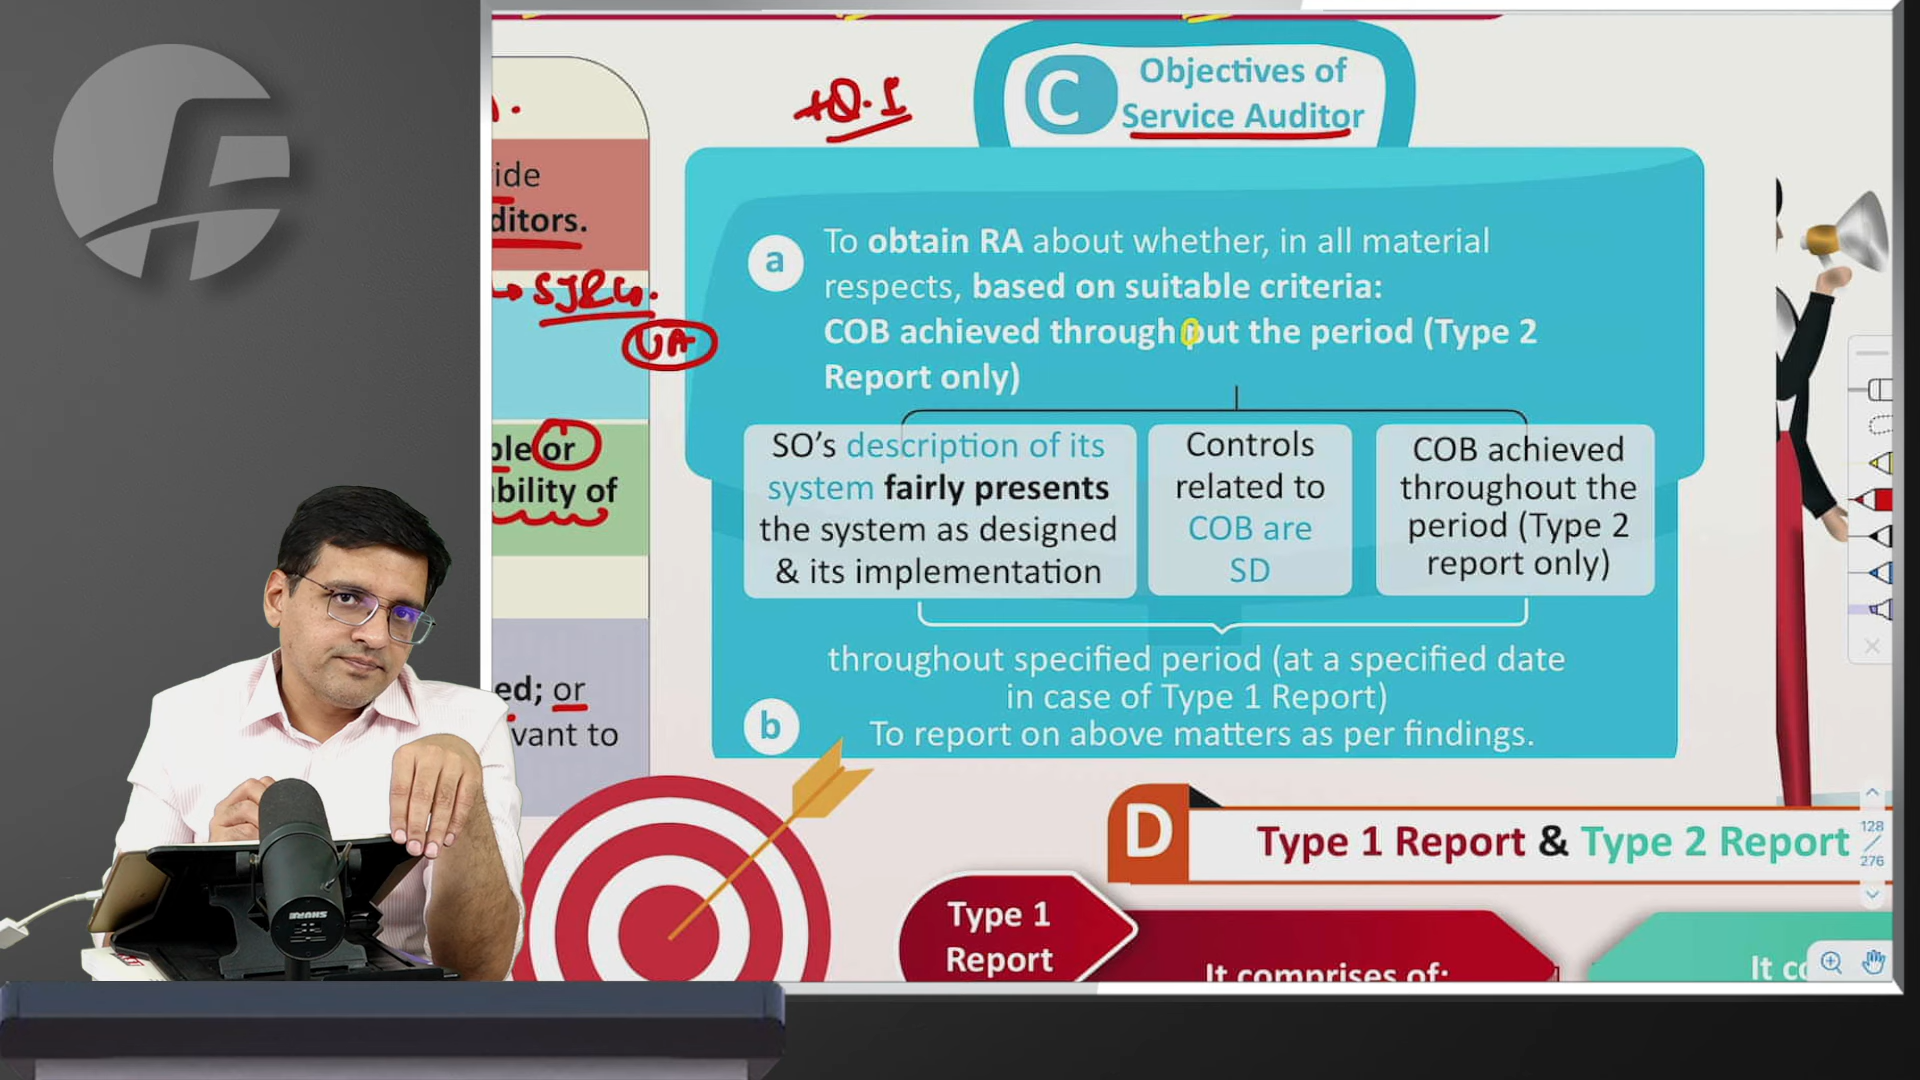 ide
ditors.
UA
ple or
bility of
ed; or
vant to
C
Objectives of
Service Auditor
a
To obtain RA about whether, in all material
respects, based on suitable criteria:
COB achieved throughout the period (Type 2
Report only)
SO's description of its
system fairly presents
the system as designed
& its implementation
Controls
related to
COB are
SD
COB achieved
throughout the
period (Type 2
report only)
throughout specified period (at a specified date
in case of Type 1 Report)
b
To report on above matters as per findings.
D
Type 1 Report & Type 2 Report
128
/
276
Type 1
Report
It comprises of:
It co
SHURE